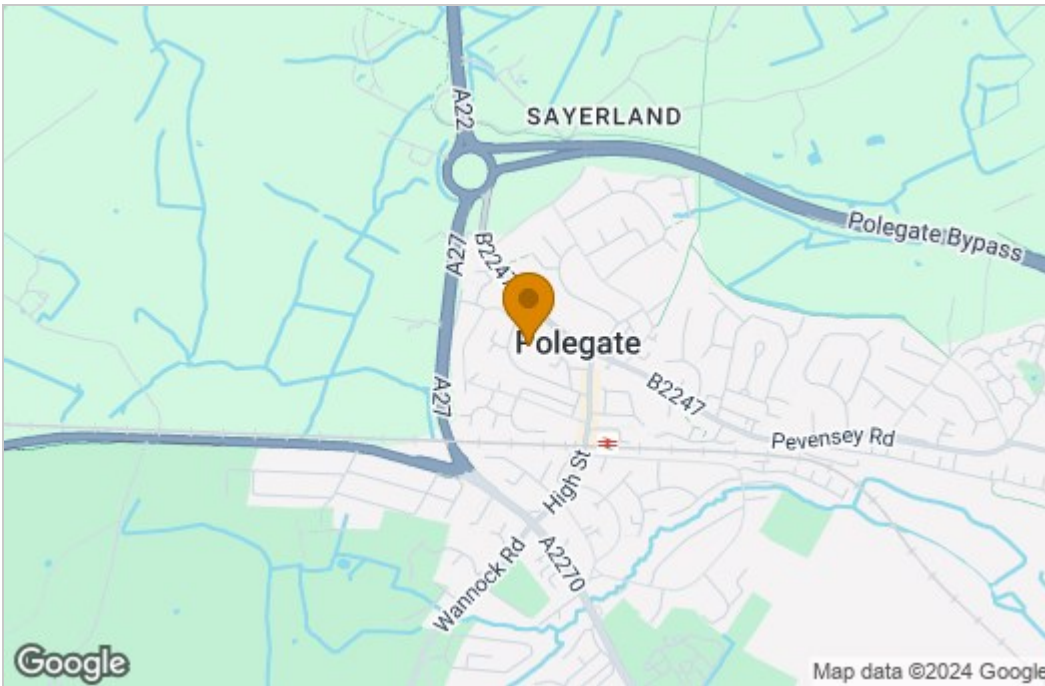 A22
SAYERLAND
Polegate Bypass
A27
B2247
Polegate
A27
B2247
Pevensey Rd
High St
Wannock Rd
A2270
Google
Map data ©2024 Google